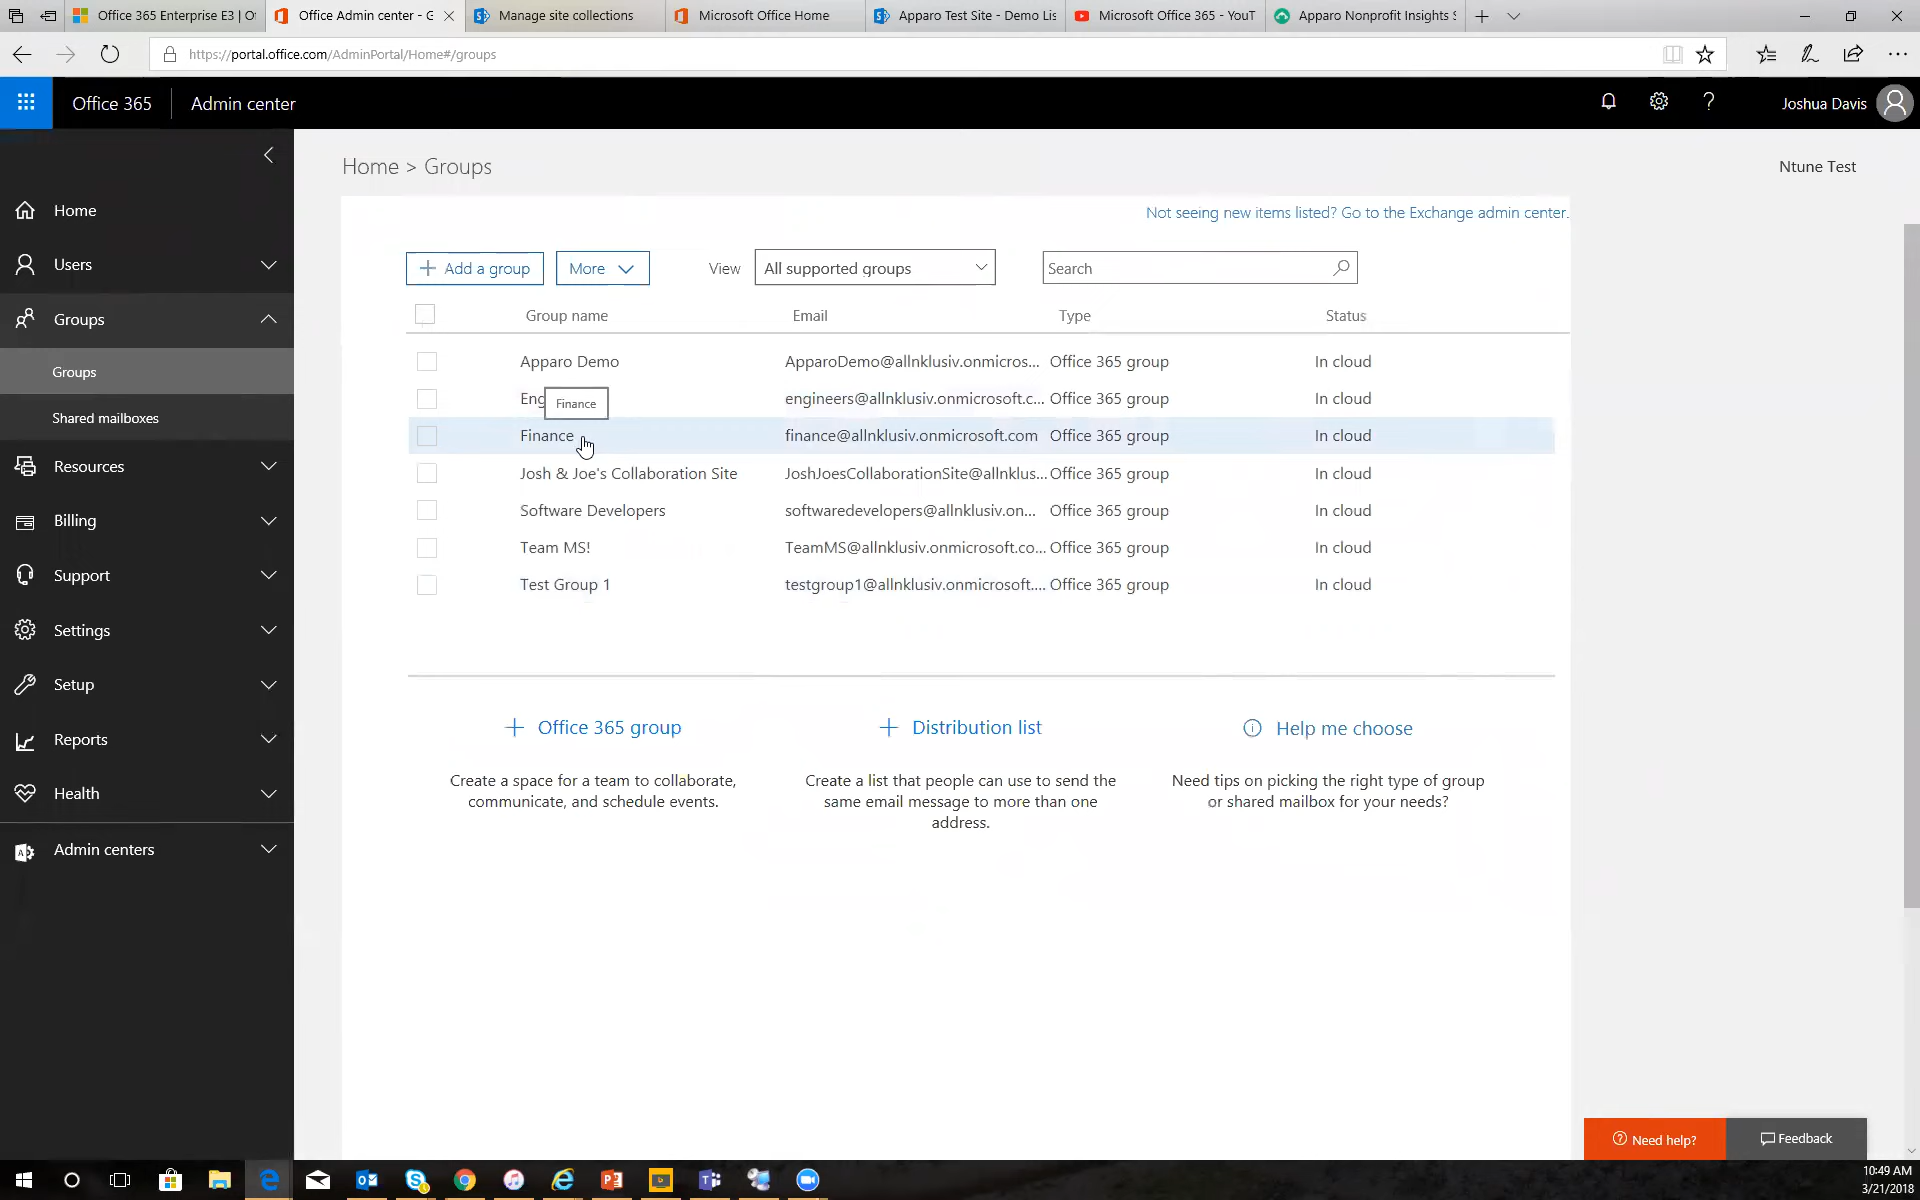 Office 365 Enterprise E3 | Of
Office Admin center - G
Manage site collections
Microsoft Office Home
Apparo Test Site - Demo Lis
Microsoft Office 365 - YouT
Apparo Nonprofit Insights S
https://portal.office.com/AdminPortal/Home#/groups
Office 365
Admin center
?
Joshua Davis
Home > Groups
Ntune Test
Home
Users
Groups
Groups
Shared mailboxes
Resources
Billing
Support
Settings
Setup
Reports
Health
Admin centers
Not seeing new items listed? Go to the Exchange admin center.
Add a group
More
View
All supported groups
Search
Group name Email Type Status
Apparo Demo ApparoDemo@allnklusiv.onmicros... Office 365 group In cloud
Eng engineers@allnklusiv.onmicrosoft.c... Office 365 group In cloud
Finance
Finance finance@allnklusiv.onmicrosoft.com Office 365 group In cloud
Josh & Joe's Collaboration Site JoshJoesCollaborationSite@allnklus... Office 365 group In cloud
Software Developers softwaredevelopers@allnklusiv.on... Office 365 group In cloud
Team MS! TeamMS@allnklusiv.onmicrosoft.co... Office 365 group In cloud
Test Group 1 testgroup1@allnklusiv.onmicrosoft.... Office 365 group In cloud
Office 365 group
Create a space for a team to collaborate,
communicate, and schedule events.
Distribution list
Create a list that people can use to send the
same email message to more than one
address.
Help me choose
Need tips on picking the right type of group
or shared mailbox for your needs?
Need help?
Feedback
10:49 AM
3/21/2018